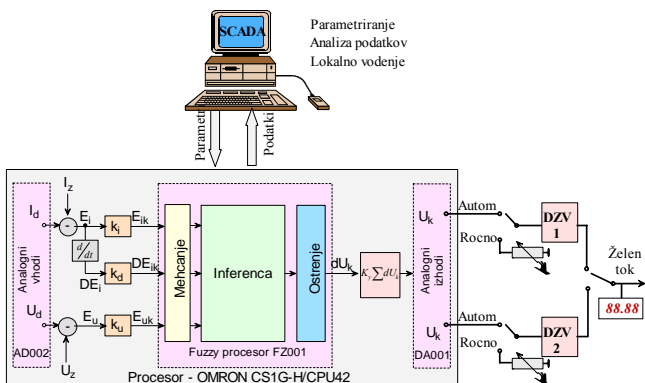 SCADA
Parametriranje
Analiza podatkov
Lokalno vodenje
Parametri
Podatki
I_z
I_d
E_i
k_i
E_ik
d/dt
DE_i
k_d
DE_ik
U_d
E_u
k_u
E_uk
U_z
Analogni vhodi
AD002
Mehcanje
Inferenca
Ostrenje
Fuzzy procesor FZ001
dU_k
K_i∑dU_k
Analogni izhodi
U_k
U_k
DA001
Procesor - OMRON CS1G-H/CPU42
Autom
Rocno
DZV
1
Želen
tok
88.88
Autom
Rocno
DZV
2